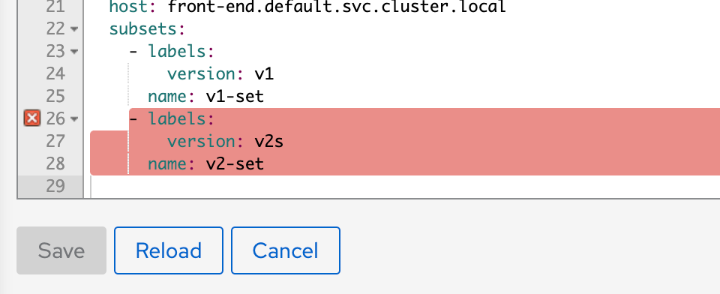 21 host: front-end.default.svc.cluster.local
22 subsets:
23 - labels:
24 version: v1
25 name: v1-set
26 - labels:
27 version: v2s
28 name: v2-set
29
Save Reload Cancel